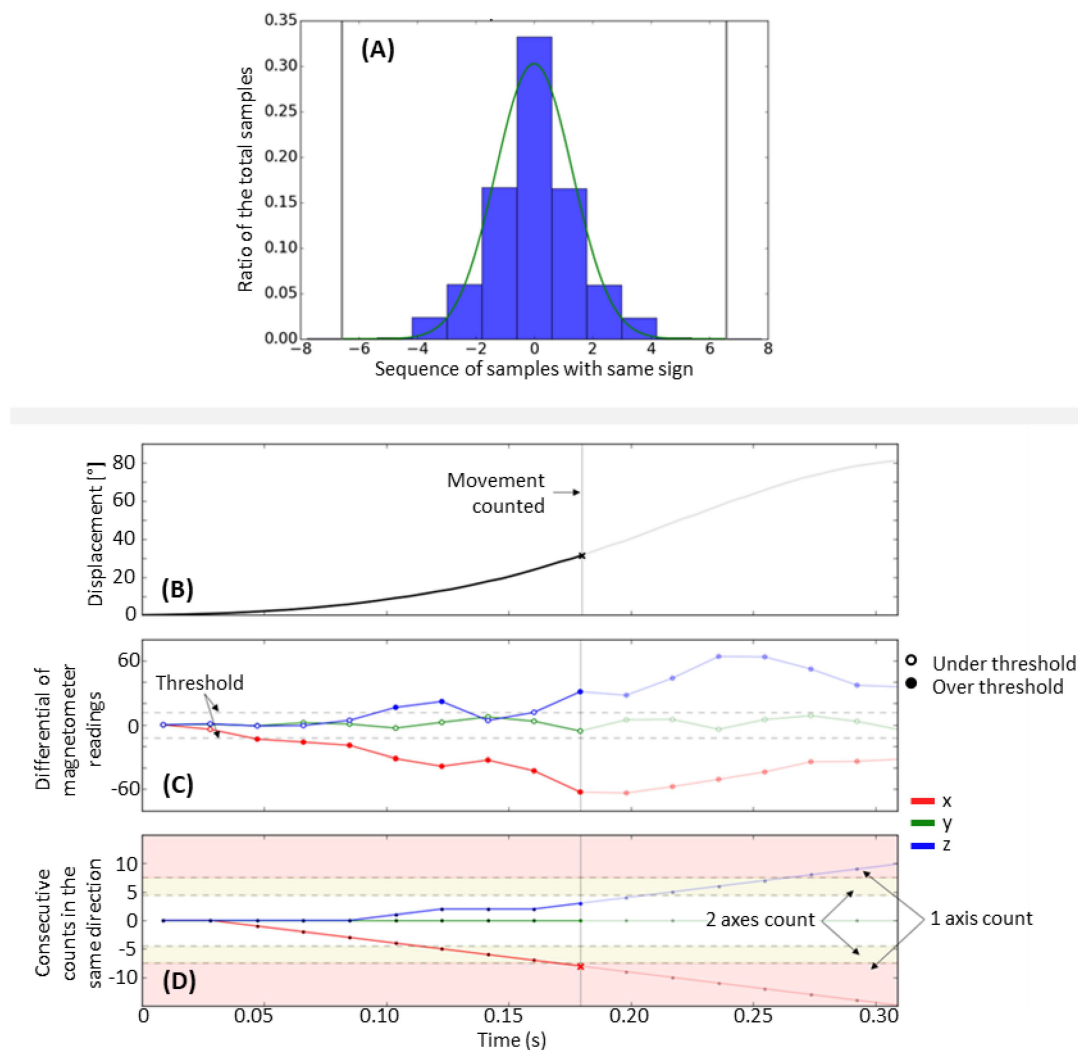 (A)
Ratio of the total samples
0.35
0.30
0.25
0.20
0.15
0.10
0.05
0.00
−8 −6 −4 −2 0 2 4 6 8
Sequence of samples with same sign
Displacement [°]
80
60
40
20
0
Movement
counted
(B)
Differential of
magnetometer
readings
60
0
-60
Threshold
(C)
Under threshold
Over threshold
x
y
z
Consecutive
counts in the
same direction
10
5
0
-5
-10
2 axes count
1 axis count
(D)
0 0.05 0.10 0.15 0.20 0.25 0.30
Time (s)